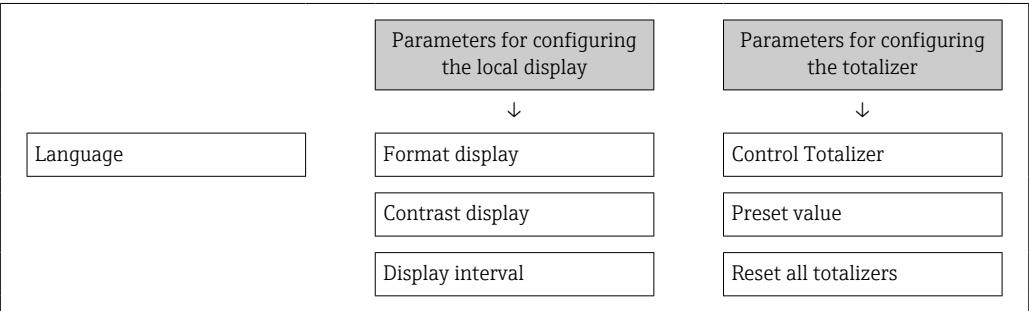 Parameters for configuring
the local display
Parameters for configuring
the totalizer
↓
↓
Language
Format display
Control Totalizer
Contrast display
Preset value
Display interval
Reset all totalizers